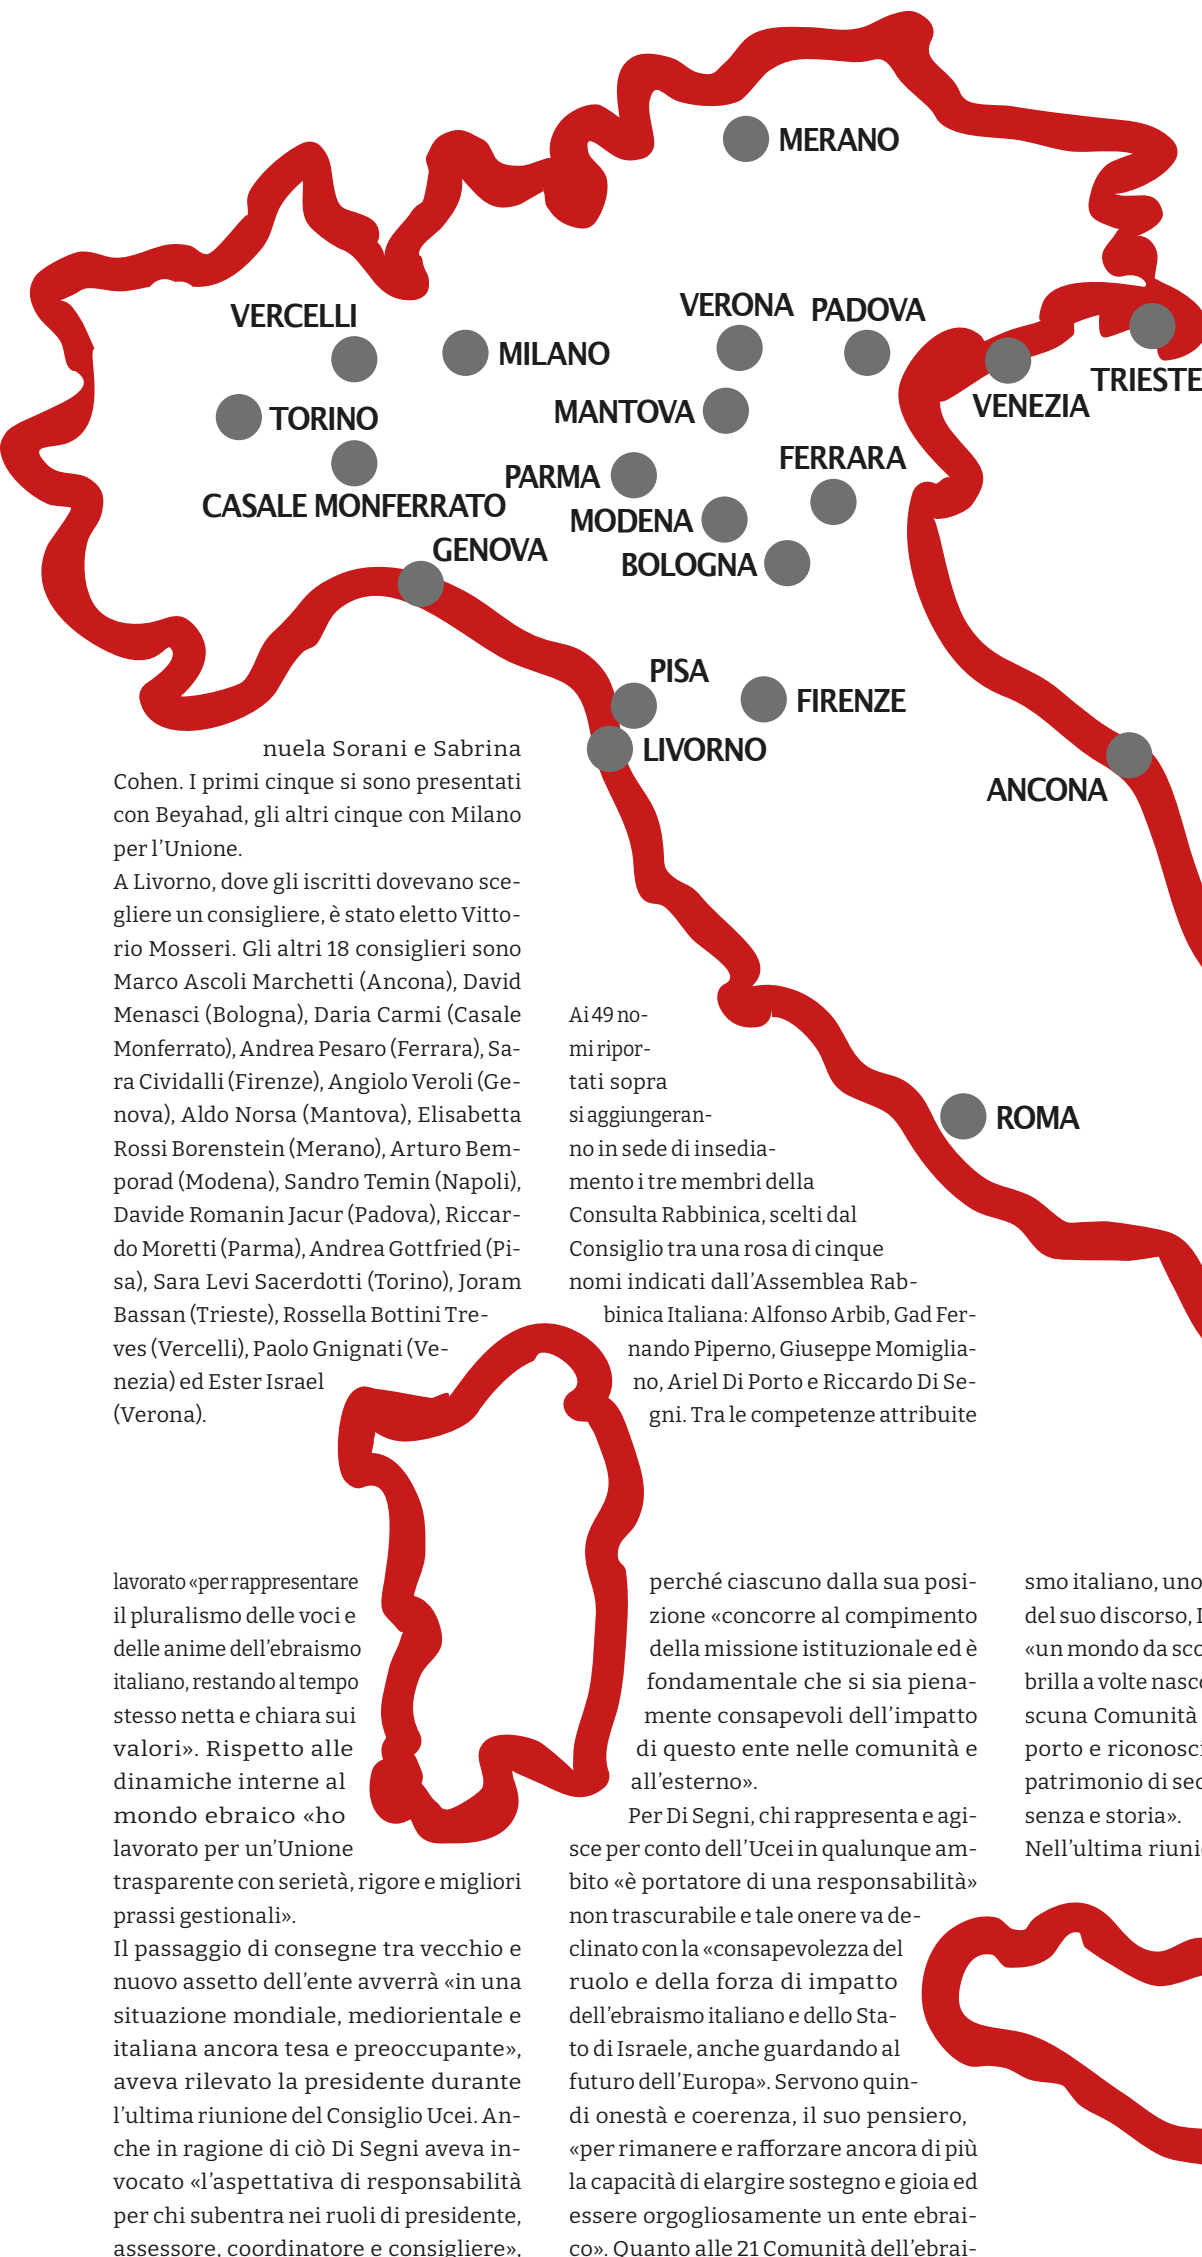 MERANO
VERCELLI
MILANO
VERONA
PADOVA
TORINO
MANTOVA
VENEZIA
TRIESTE
CASALE MONFERRATO
PARMA
FERRARA
MODENA
GENOVA
BOLOGNA
PISA
FIRENZE
LIVORNO
ANCONA
ROMA
nuela Sorani e Sabrina
Cohen. I primi cinque si sono presentati
con Beyahad, gli altri cinque con Milano
per l’Unione.
A Livorno, dove gli iscritti dovevano sce-
gliere un consigliere, è stato eletto Vitto-
rio Mosseri. Gli altri 18 consiglieri sono
Marco Ascoli Marchetti (Ancona), David
Menasci (Bologna), Daria Carmi (Casale
Monferrato), Andrea Pesaro (Ferrara), Sa-
ra Cividalli (Firenze), Angiolo Veroli (Ge-
nova), Aldo Norsa (Mantova), Elisabetta
Rossi Borenstein (Merano), Arturo Bem-
porad (Modena), Sandro Temin (Napoli),
Davide Romanin Jacur (Padova), Riccar-
do Moretti (Parma), Andrea Gottfried (Pi-
sa), Sara Levi Sacerdotti (Torino), Joram
Bassan (Trieste), Rossella Bottini Tre-
ves (Vercelli), Paolo Gnignati (Ve-
nezia) ed Ester Israel
(Verona).
Ai 49 no-
mi ripor-
tati sopra
si aggiungeran-
no in sede di insedia-
mento i tre membri della
Consulta Rabbinica, scelti dal
Consiglio tra una rosa di cinque
nomi indicati dall’Assemblea Rab-
binica Italiana: Alfonso Arbib, Gad Fer-
nando Piperno, Giuseppe Momiglia-
no, Ariel Di Porto e Riccardo Di Se-
gni. Tra le competenze attribuite
lavorato «per rappresentare
il pluralismo delle voci e
delle anime dell’ebraismo
italiano, restando al tempo
stesso netta e chiara sui
valori». Rispetto alle
dinamiche interne al
mondo ebraico «ho
lavorato per un’Unione
trasparente con serietà, rigore e migliori
prassi gestionali».
Il passaggio di consegne tra vecchio e
nuovo assetto dell’ente avverrà «in una
situazione mondiale, mediorientale e
italiana ancora tesa e preoccupante»,
aveva rilevato la presidente durante
l’ultima riunione del Consiglio Ucei. An-
che in ragione di ciò Di Segni aveva in-
vocato «l’aspettativa di responsabilità
per chi subentra nei ruoli di presidente,
assessore, coordinatore e consigliere»,
perché ciascuno dalla sua posi-
zione «concorre al compimento
della missione istituzionale ed è
fondamentale che si sia piena-
mente consapevoli dell’impatto
di questo ente nelle comunità e
all’esterno».
Per Di Segni, chi rappresenta e agi-
sce per conto dell’Ucei in qualunque am-
bito «è portatore di una responsabilità»
non trascurabile e tale onere va de-
clinato con la «consapevolezza del
ruolo e della forza di impatto
dell’ebraismo italiano e dello Sta-
to di Israele, anche guardando al
futuro dell’Europa». Servono quin-
di onestà e coerenza, il suo pensiero,
«per rimanere e rafforzare ancora di più
la capacità di elargire sostegno e gioia ed
essere orgogliosamente un ente ebrai-
co». Quanto alle 21 Comunità dell’ebrai-
smo italiano, uno
del suo discorso,
«un mondo da
brilla a volte
scuna Comunità
porto e
patrimonio di
senza e storia».
Nell’ultima